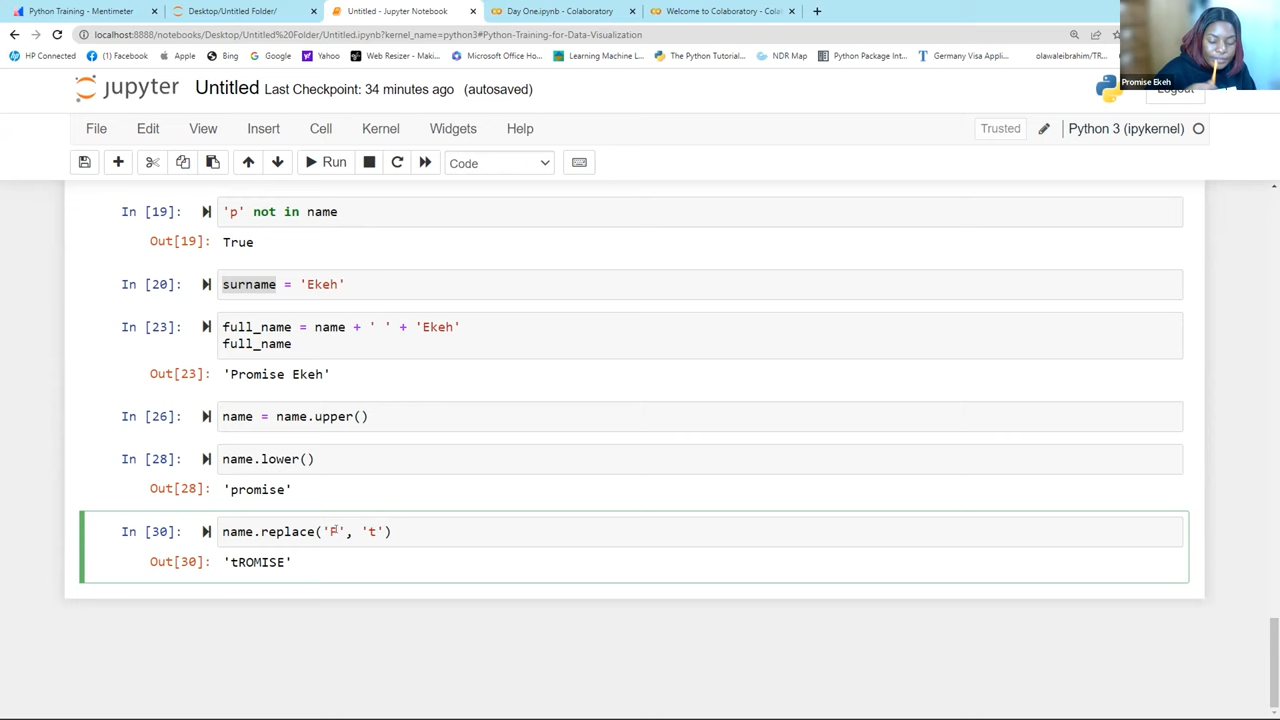 Python Training - Mentimeter
Desktop/Untitled Folder/
Untitled - Jupyter Notebook
Day One.ipynb - Colaboratory
Welcome to Colaboratory - Cola
localhost:8888/notebooks/Desktop/Untitled%20Folder/Untitled.ipynb?kernel_name=python3#Python-Training-for-Data-Visualization
HP Connected
(1) Facebook
Apple
Bing
Google
Yahoo
Web Resizer - Maki...
Microsoft Office Hom...
Learning Machine L...
The Python Tutorial...
NDR Map
Python Package Int...
Germany Visa Appl...
olawaleibrahim/TR...
Promise Ekeh
jupyter Untitled Last Checkpoint: 34 minutes ago (autosaved)
Logout
File Edit View Insert Cell Kernel Widgets Help
Trusted Python 3 (ipykernel)
Run Code
In [19]: 'p' not in name
Out[19]: True
In [20]: surname = 'Ekeh'
In [23]: full_name = name + ' ' + 'Ekeh'
full_name
Out[23]: 'Promise Ekeh'
In [26]: name = name.upper()
In [28]: name.lower()
Out[28]: 'promise'
In [30]: name.replace('P', 't')
Out[30]: 'tROMISE'